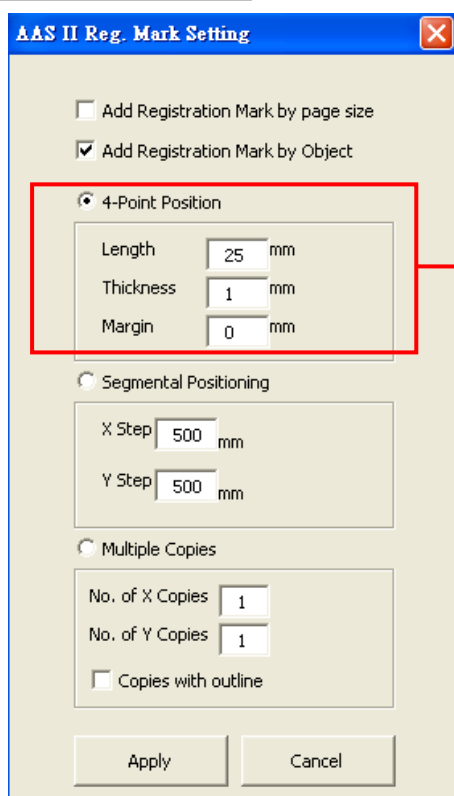 AAS II Reg. Mark Setting
Add Registration Mark by page size
Add Registration Mark by Object
4-Point Position
Length 25 mm
Thickness 1 mm
Margin 0 mm
Segmental Positioning
X Step 500 mm
Y Step 500 mm
Multiple Copies
No. of X Copies 1
No. of Y Copies 1
Copies with outline
Apply Cancel